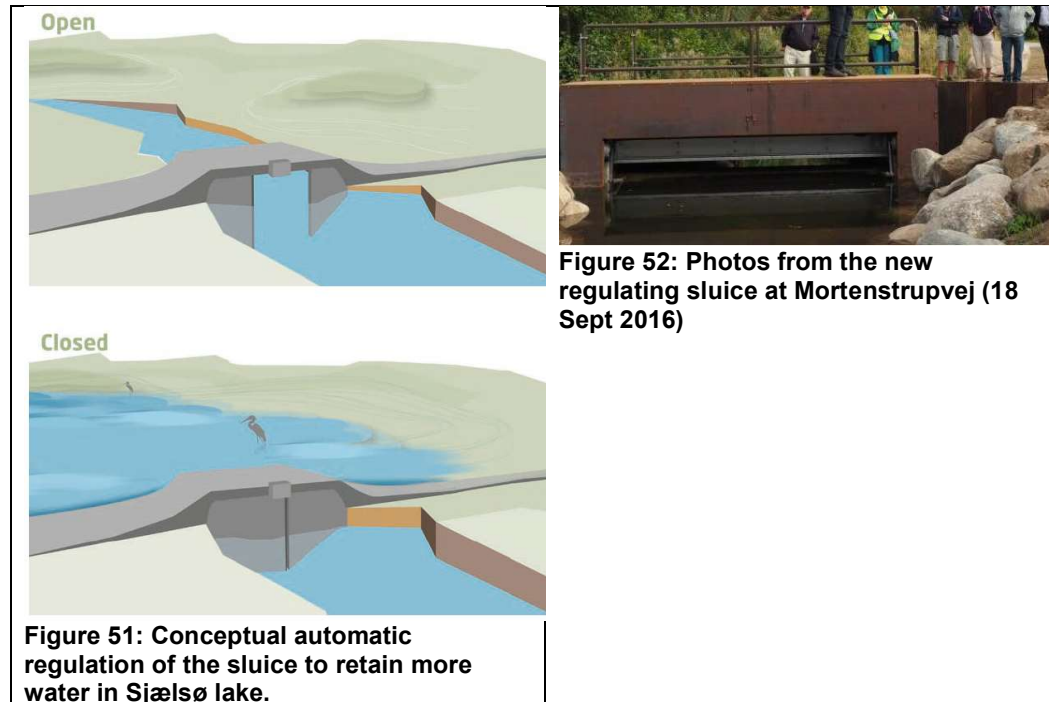 Open
Closed
Figure 51: Conceptual automatic
regulation of the sluice to retain more
water in Sjælsø lake.
Figure 52: Photos from the new
regulating sluice at Mortenstrupvej (18
Sept 2016)